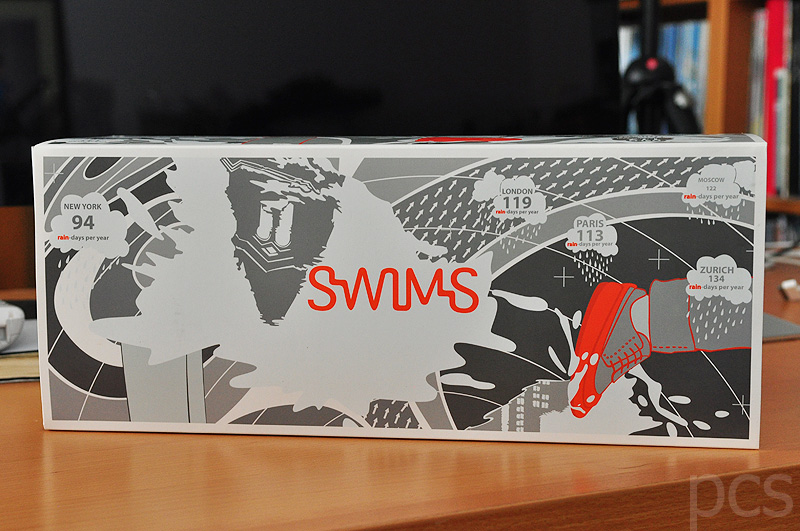 NEW YORK
94
rain-days per year
LONDON
119
rain-days per year
PARIS
113
rain-days per year
MOSCOW
122
rain-days per year
ZURICH
134
rain-days per year
SWIMS
pcs